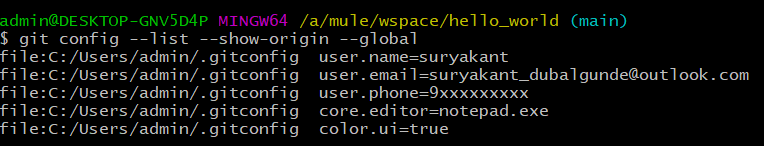 admin@DESKTOP-GNV5D4P MINGW64 /a/mule/wspace/hello_world (main)
$ git config --list --show-origin --global
file:C:/Users/admin/.gitconfig  user.name=suryakant
file:C:/Users/admin/.gitconfig  user.email=suryakant_dubalgunde@outlook.com
file:C:/Users/admin/.gitconfig  user.phone=9xxxxxxxxx
file:C:/Users/admin/.gitconfig  core.editor=notepad.exe
file:C:/Users/admin/.gitconfig  color.ui=true